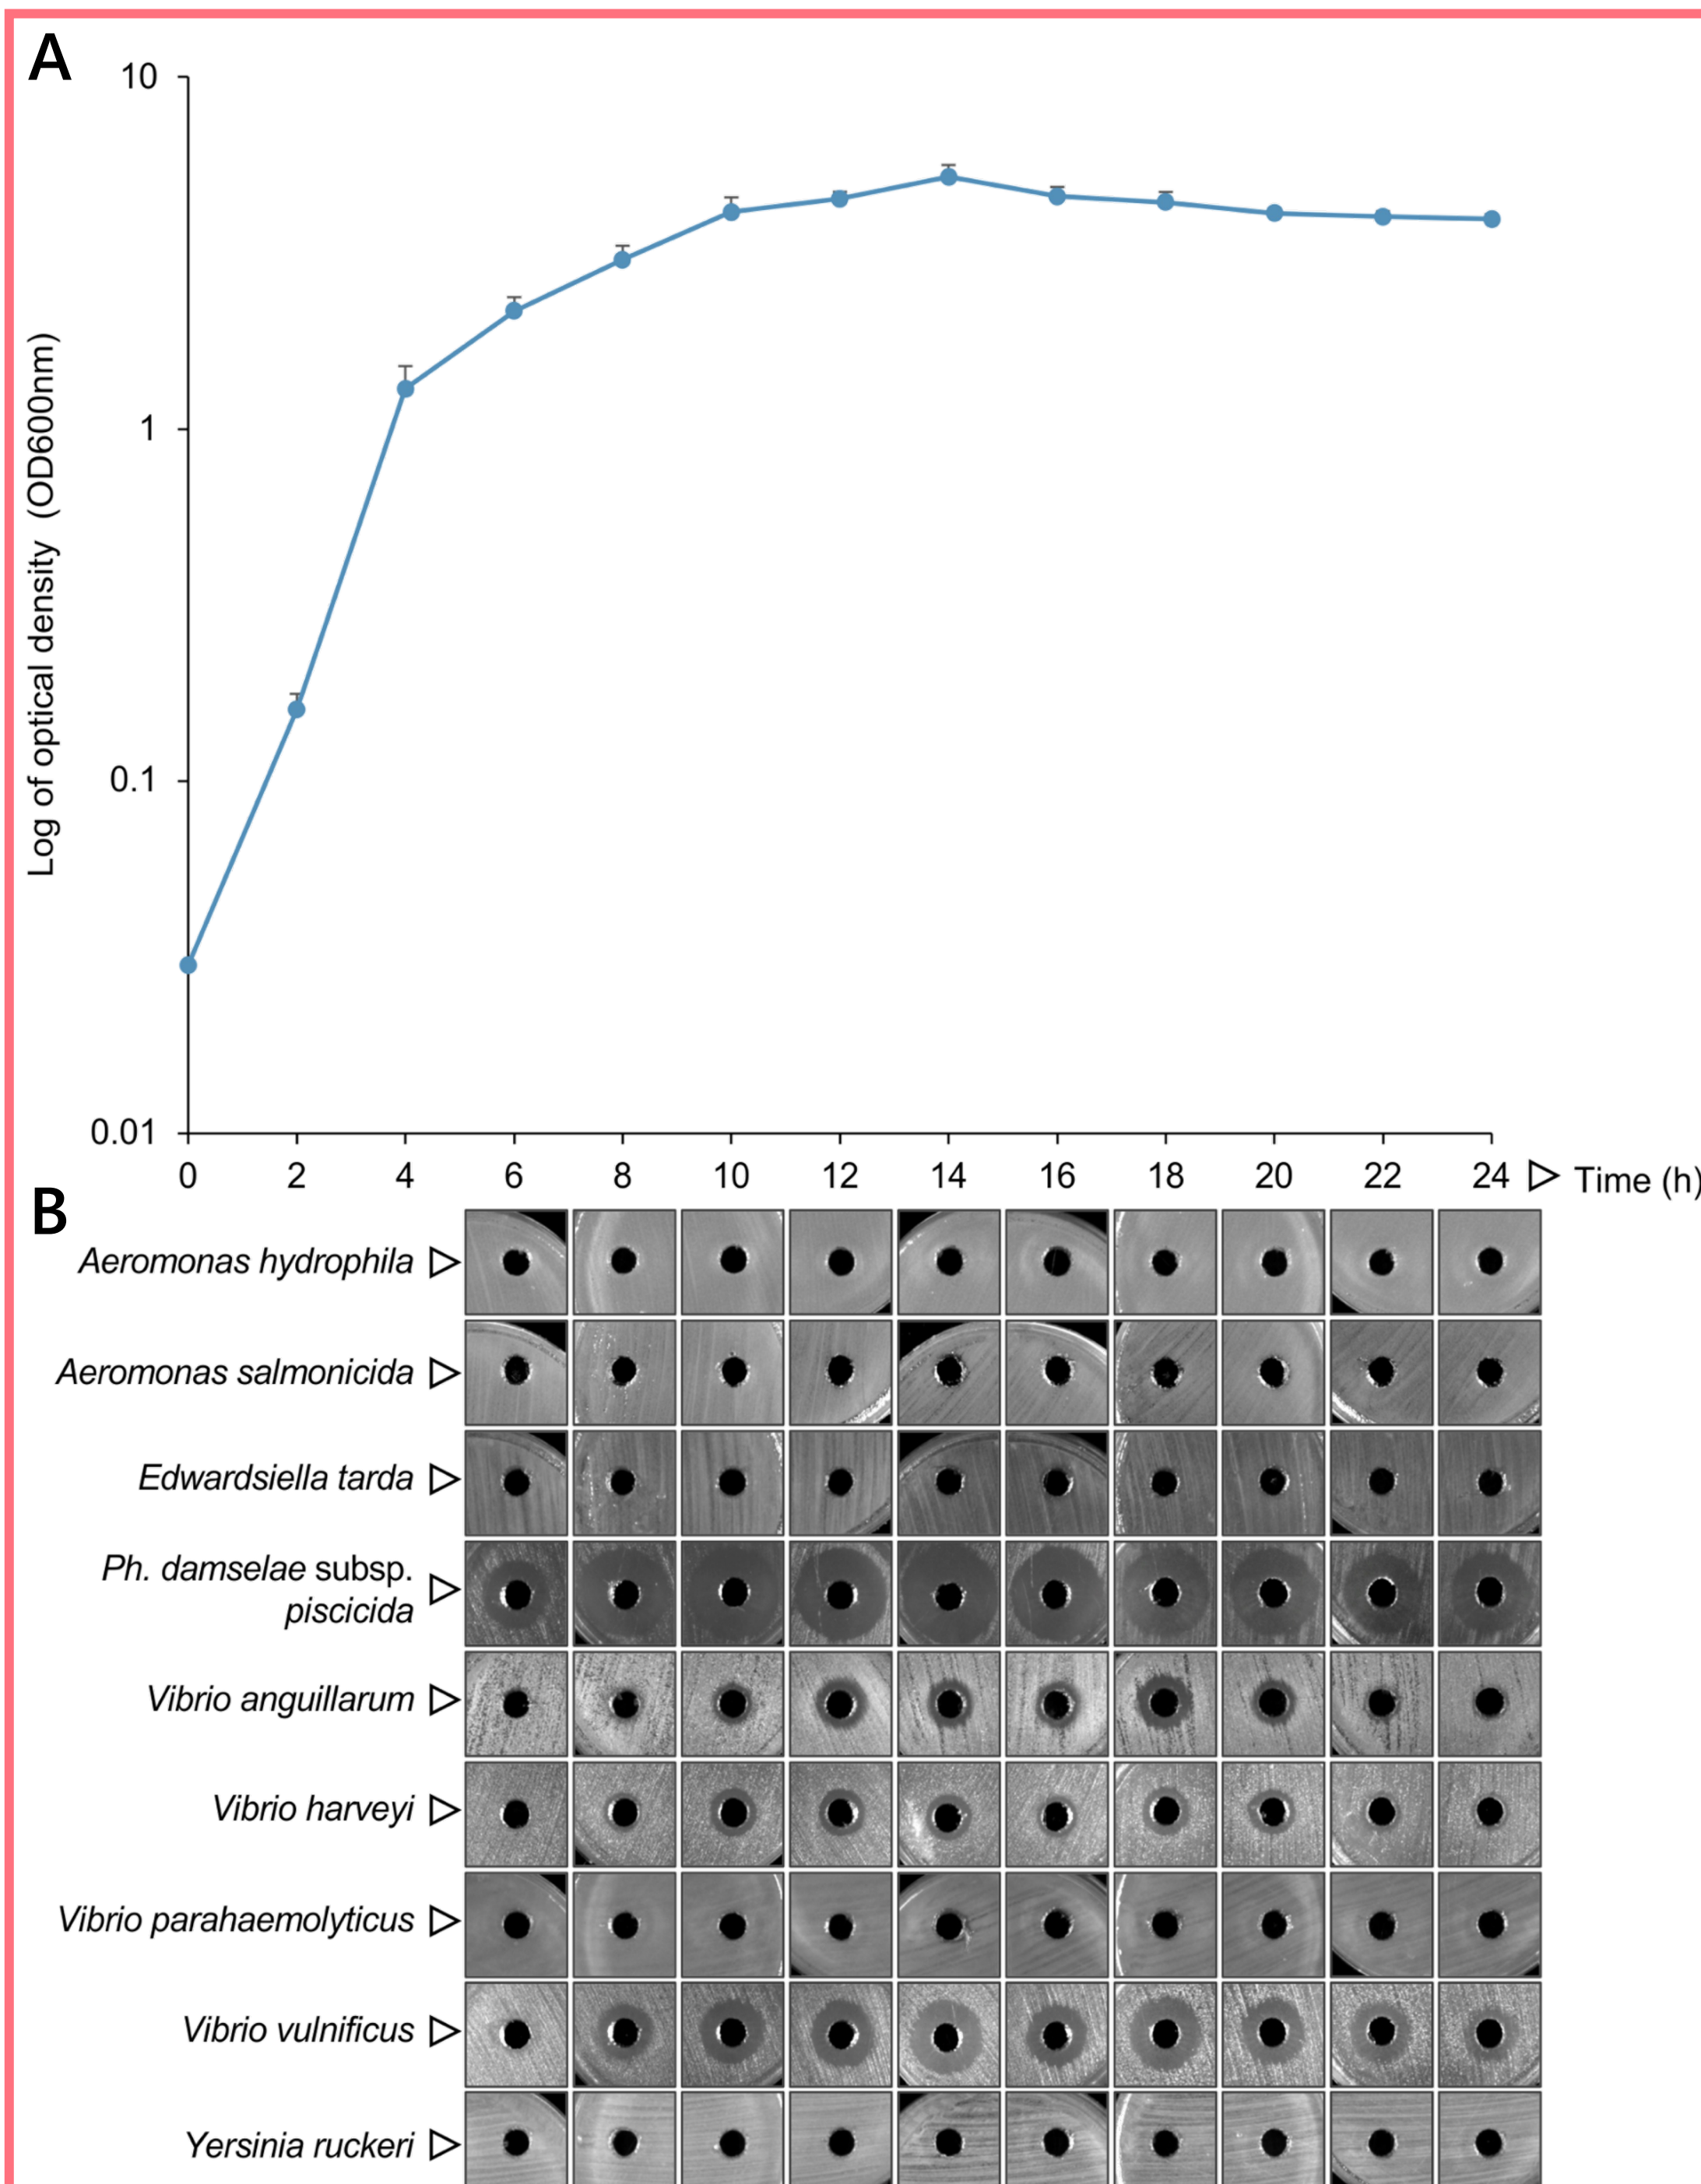 A
10
1
0.1
0.01
Log of optical density (OD600nm)
0 2 4 6 8 10 12 14 16 18 20 22 24 Time (h)
B
Aeromonas hydrophila
Aeromonas salmonicida
Edwardsiella tarda
Ph. damselae subsp.
piscicida
Vibrio anguillarum
Vibrio harveyi
Vibrio parahaemolyticus
Vibrio vulnificus
Yersinia ruckeri